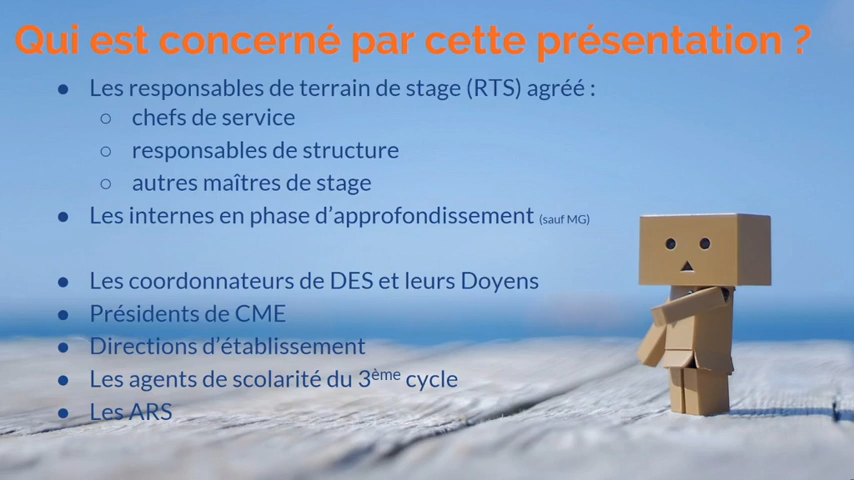 Qui est concerné par cette présentation ?
● Les responsables de terrain de stage (RTS) agréé :
○ chefs de service
○ responsables de structure
○ autres maîtres de stage
● Les internes en phase d'approfondissement (sauf MG)
● Les coordonnateurs de DES et leurs Doyens
● Présidents de CME
● Directions d'établissement
● Les agents de scolarité du 3ème cycle
● Les ARS